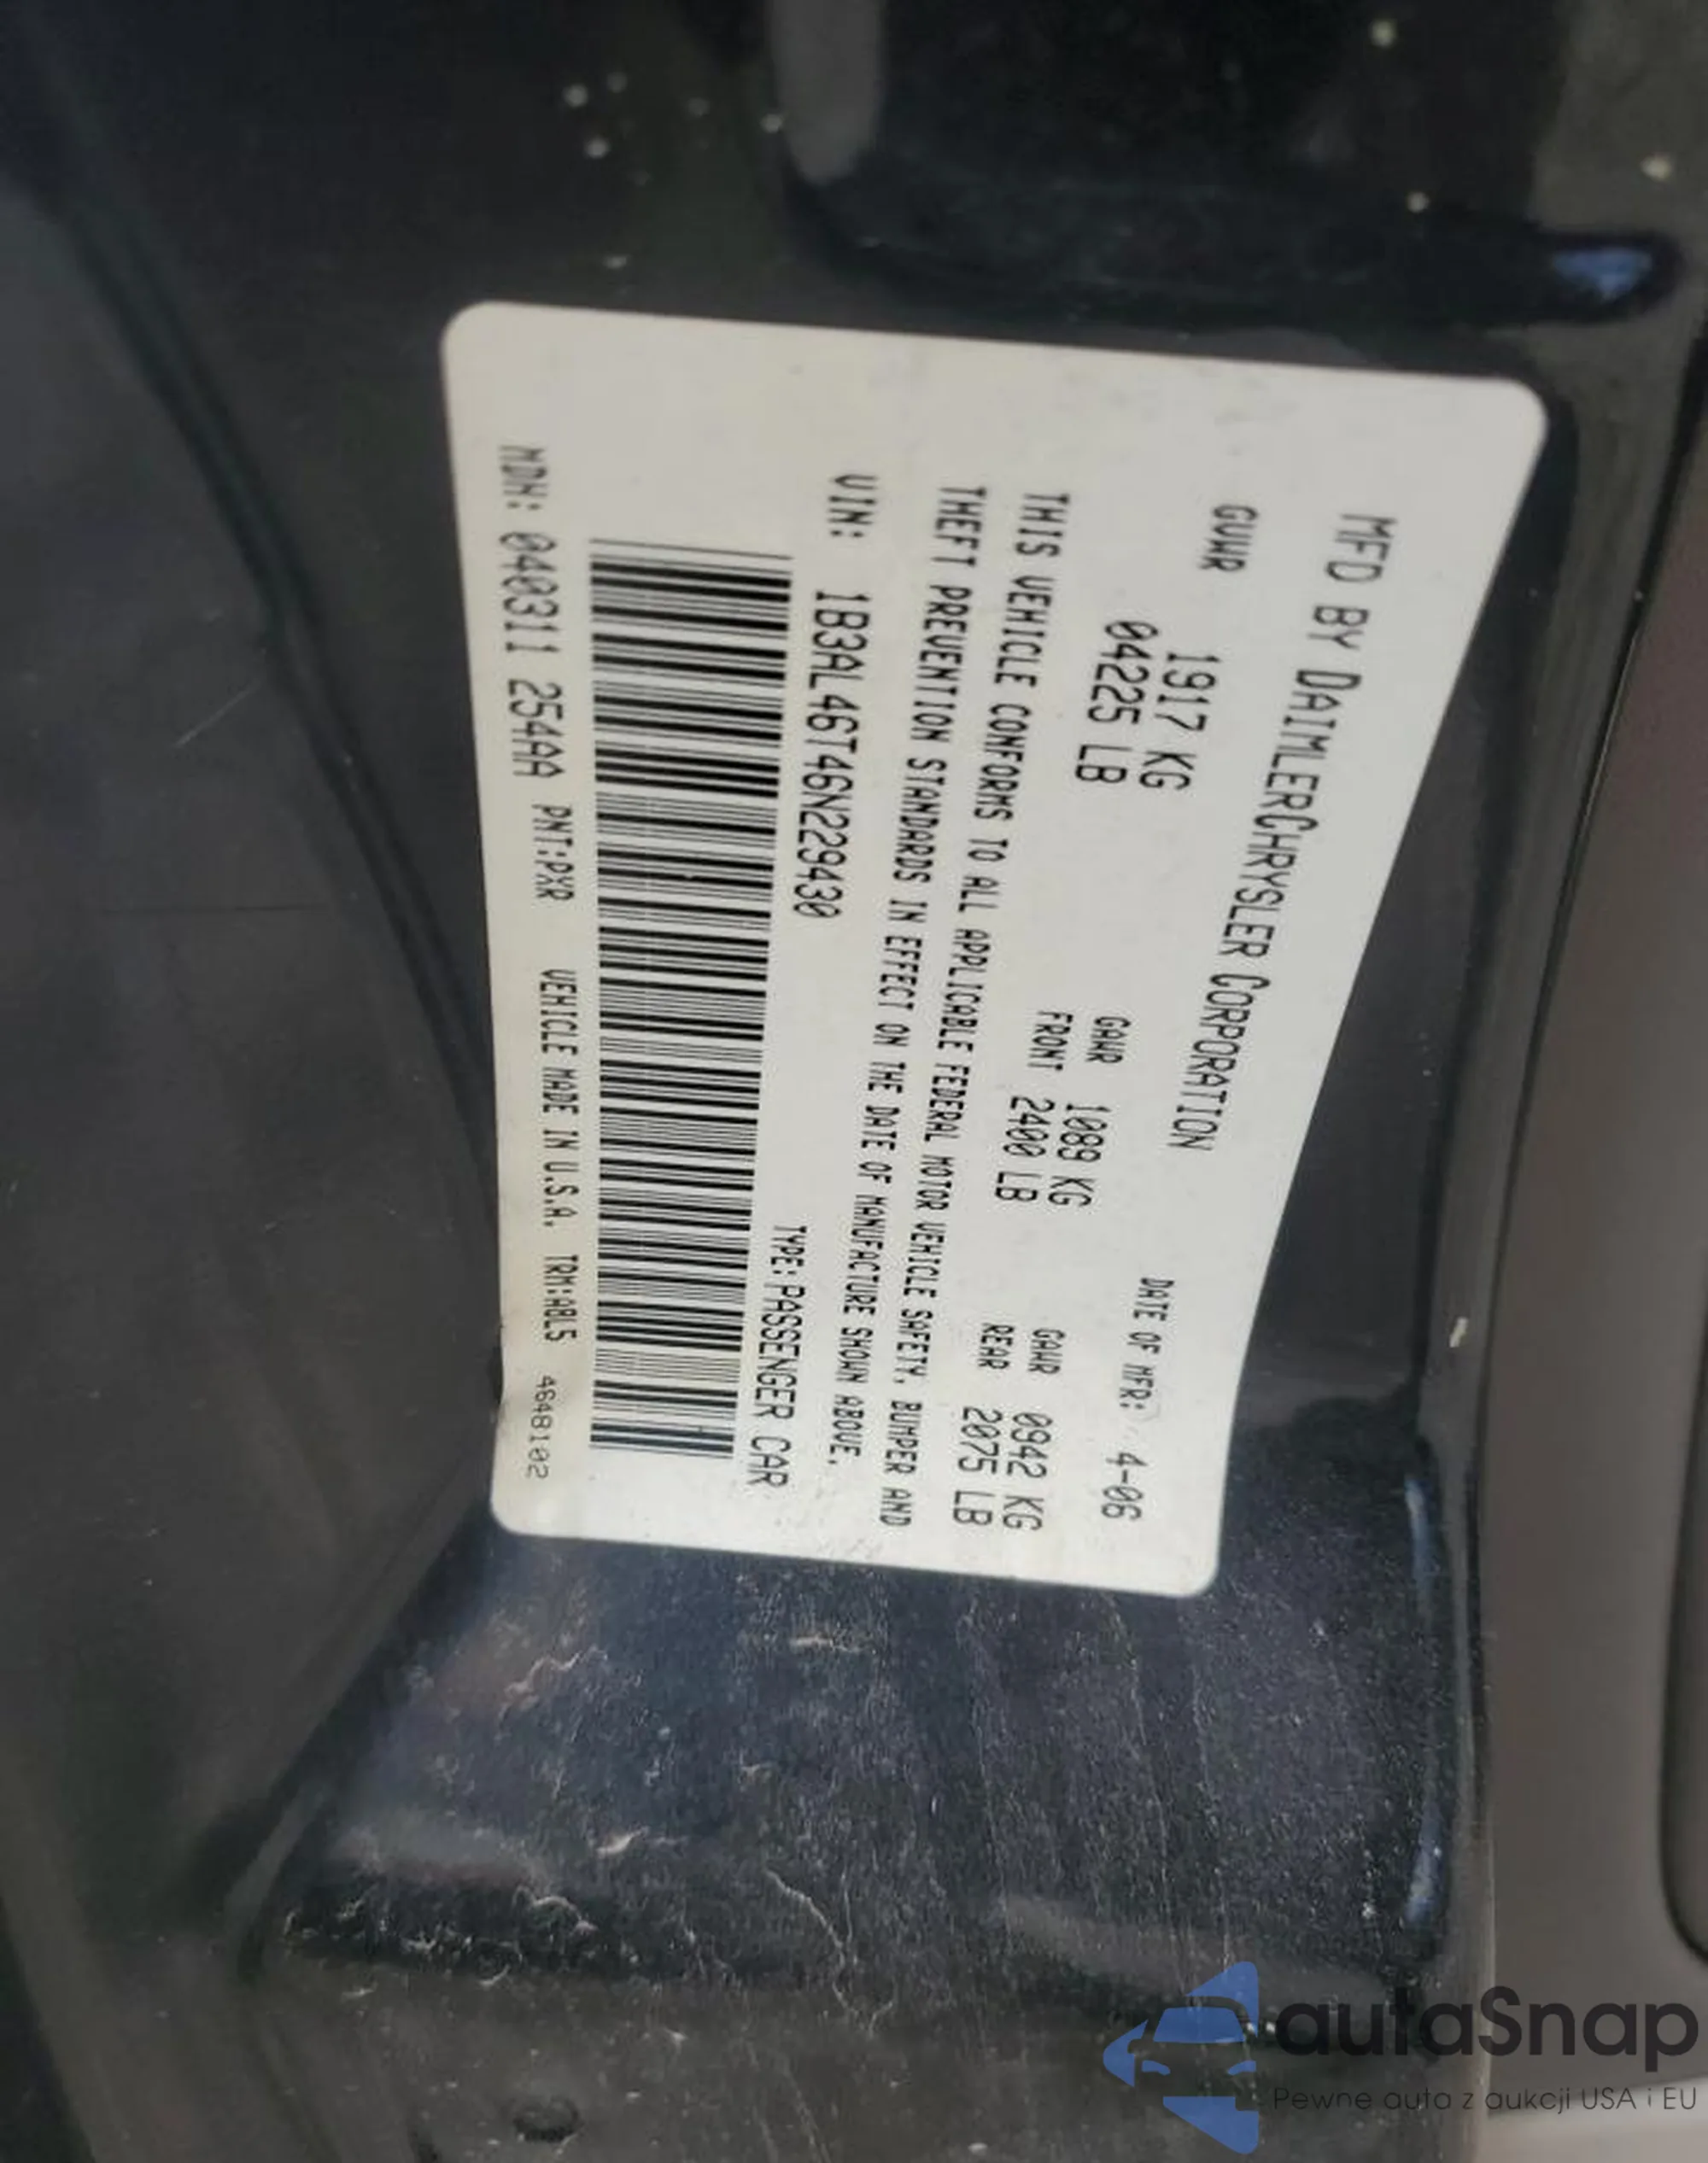 MFD BY DAIMLERCHRYSLER CORPORATION
DATE OF MFR: 4-06
GVWR 1917 KG
04225 LB
GAWR 1089 KG
FRONT 2400 LB
GAWR 0942 KG
REAR 2075 LB
THIS VEHICLE CONFORMS TO ALL APPLICABLE FEDERAL MOTOR VEHICLE SAFETY, BUMPER AND
THEFT PREVENTION STANDARDS IN EFFECT ON THE DATE OF MANUFACTURE SHOWN ABOVE.
VIN: 1B3AL46T46N229430
TYPE: PASSENGER CAR
MDH: 040311 254AA PNT:PXR VEHICLE MADE IN U.S.A. TRM:ABL5 4648102
autaSnap
Pewne auta z aukcji USA i EU